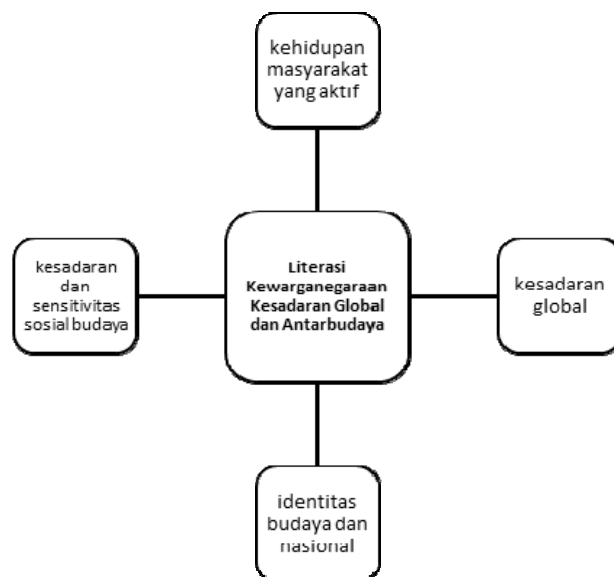 kehidupan
masyarakat
yang aktif
kesadaran
dan
sensitivitas
sosial budaya
Literasi
Kewarganegaraan
Kesadaran Global
dan Antarbudaya
kesadaran
global
identitas
budaya dan
nasional